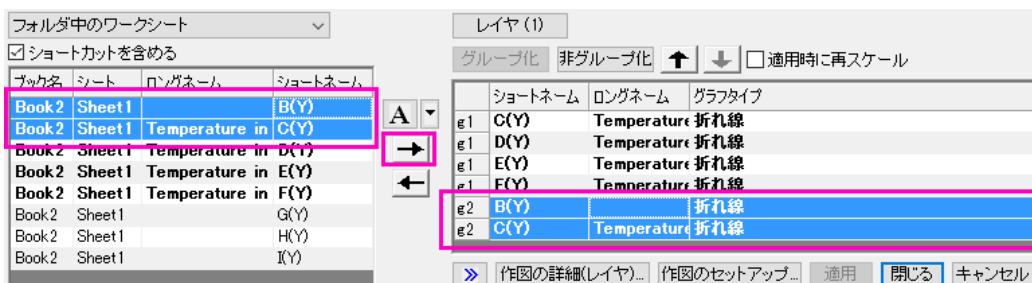 フォルダ中のワークシート
ショートカットを含める
ブック名 シート ロングネーム ショートネーム
Book2 Sheet1 B(Y)
Book2 Sheet1 Temperature in C(Y)
Book2 Sheet1 Temperature in D(Y)
Book2 Sheet1 Temperature in E(Y)
Book2 Sheet1 Temperature in F(Y)
Book2 Sheet1 G(Y)
Book2 Sheet1 H(Y)
Book2 Sheet1 I(Y)
A
レイヤ (1)
グループ化 非グループ化 適用時に再スケール
ショートネーム ロングネーム グラフタイプ
g1 C(Y) Temperature 折れ線
g1 D(Y) Temperature 折れ線
g1 E(Y) Temperature 折れ線
g1 F(Y) Temperature 折れ線
g2 B(Y) 折れ線
g2 C(Y) Temperature 折れ線
作図の詳細(レイヤ)... 作図のセットアップ... 適用 閉じる キャンセル